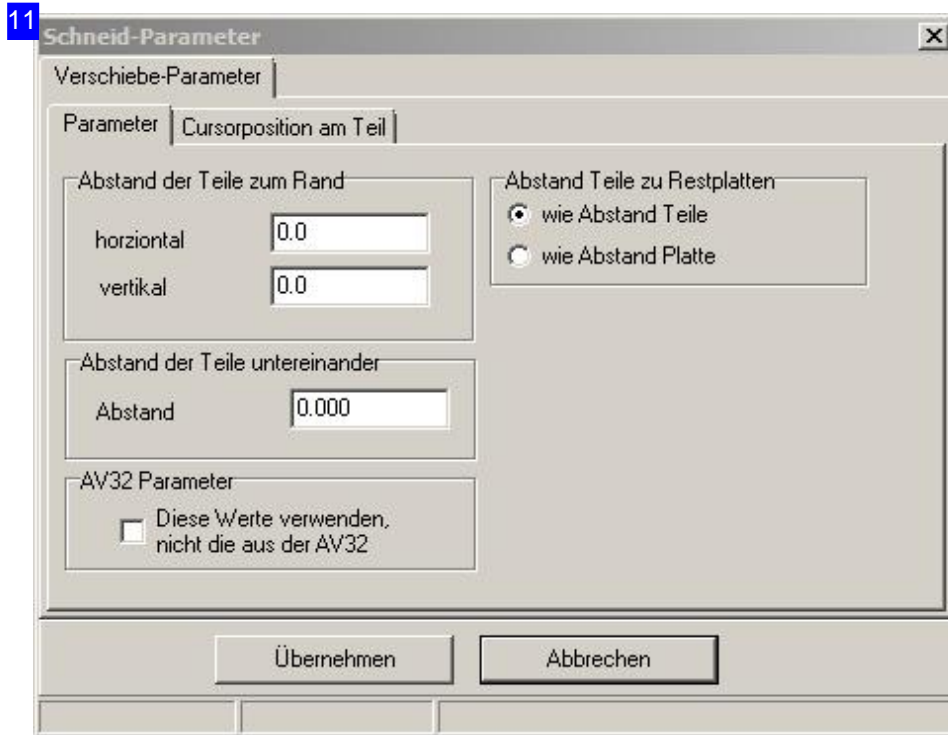 11
Schneid-Parameter
Verschiebe-Parameter
Parameter Cursorposition am Teil
Abstand der Teile zum Rand
horziontal 0.0
vertikal 0.0
Abstand Teile zu Restplatten
wie Abstand Teile
wie Abstand Platte
Abstand der Teile untereinander
Abstand 0.000
AV32 Parameter
Diese Werte verwenden,
nicht die aus der AV32
Übernehmen Abbrechen